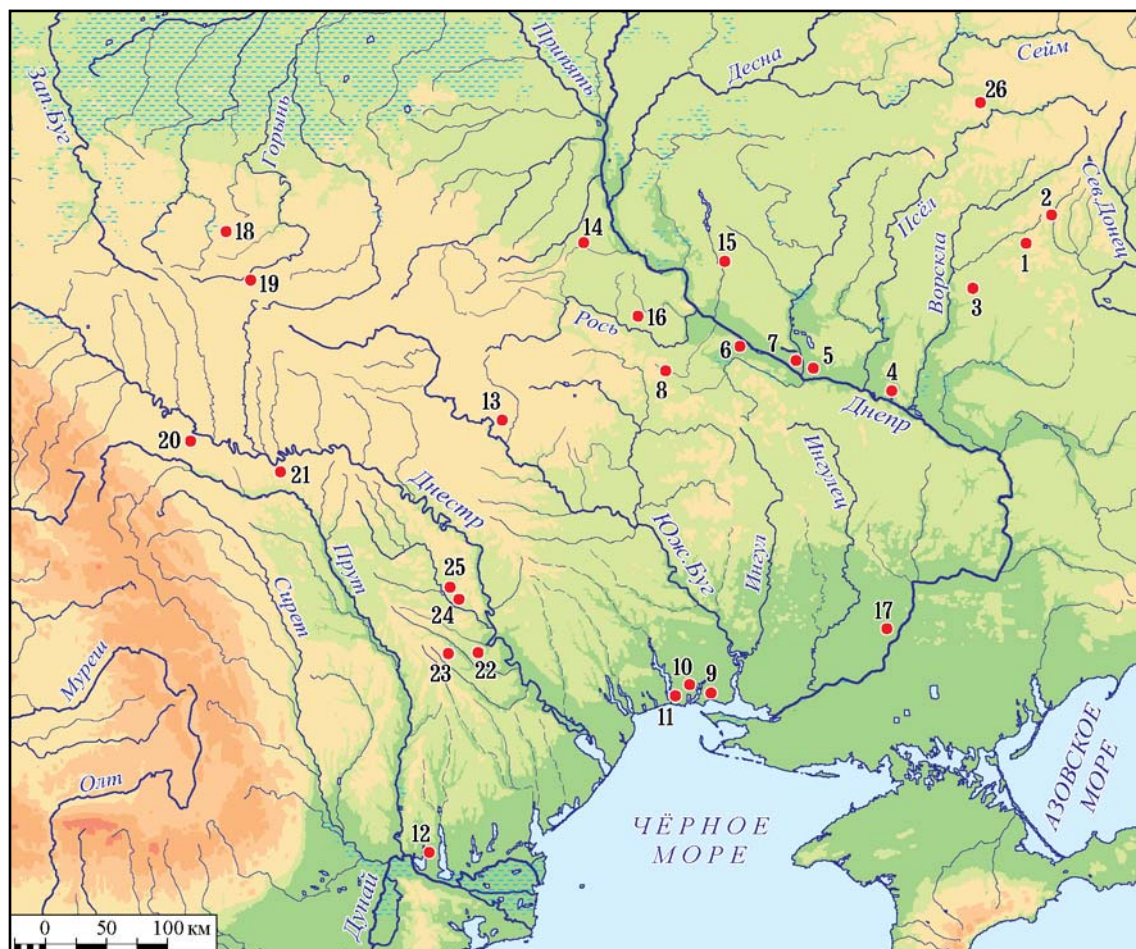 Припять
Десна
Сейм
Зап.Буг
Горынь
26
Псёл
Сев.Донец
2
18
14
15
Ворскла
1
19
3
Рось
16
6
7
5
8
4
Днепр
13
20
21
Днестр
Ингулец
Юж.Буг
Ингул
Прут
Сирет
25
24
17
23
22
Муреш
10
9
11
Олт
ЧЁРНОЕ
МОРЕ
АЗОВСКОЕ
МОРЕ
12
Дунай
0 50 100 км